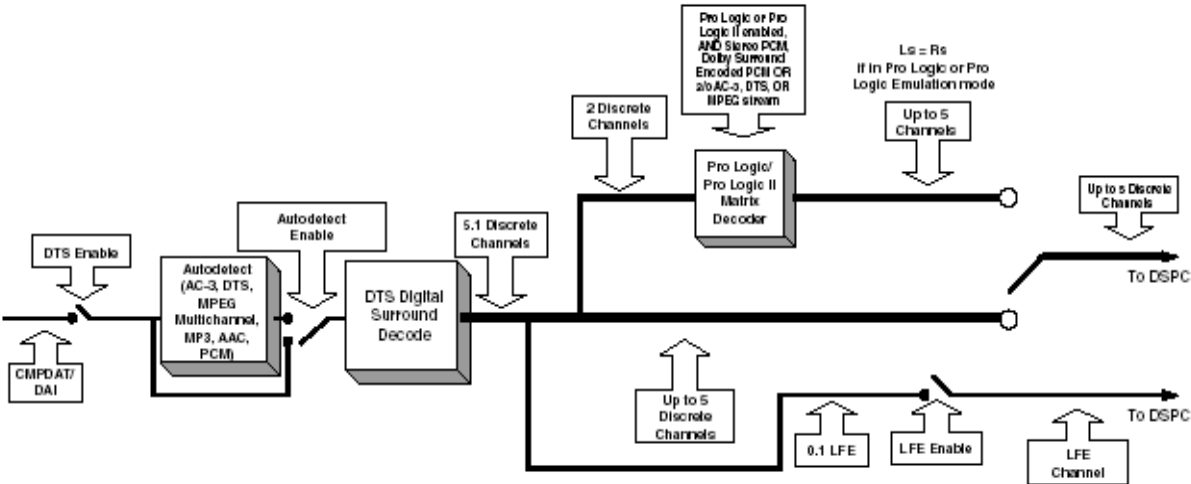 Pro Logic or Pro
Logic II enabled,
AND Stereo PCM,
Dolby Surround
Encoded PCM OR
2/0 AC-3, DTS, OR
MPEG stream
Ls = Rs
if in Pro Logic or Pro
Logic Emulation mode
2 Discrete
Channels
Up to 5
Channels
Pro Logic/
Pro Logic II
Matrix
Decoder
Up to 5 Discrete
Channels
Autodetect
Enable
5.1 Discrete
Channels
DTS Enable
Autodetect
(AC-3, DTS,
MPEG
Multichannel,
MP3, AAC,
PCM)
DTS Digital
Surround
Decode
To DSPC
CMPDAT/
DAI
Up to 5
Discrete
Channels
0.1 LFE
LFE Enable
LFE
Channel
To DSPC